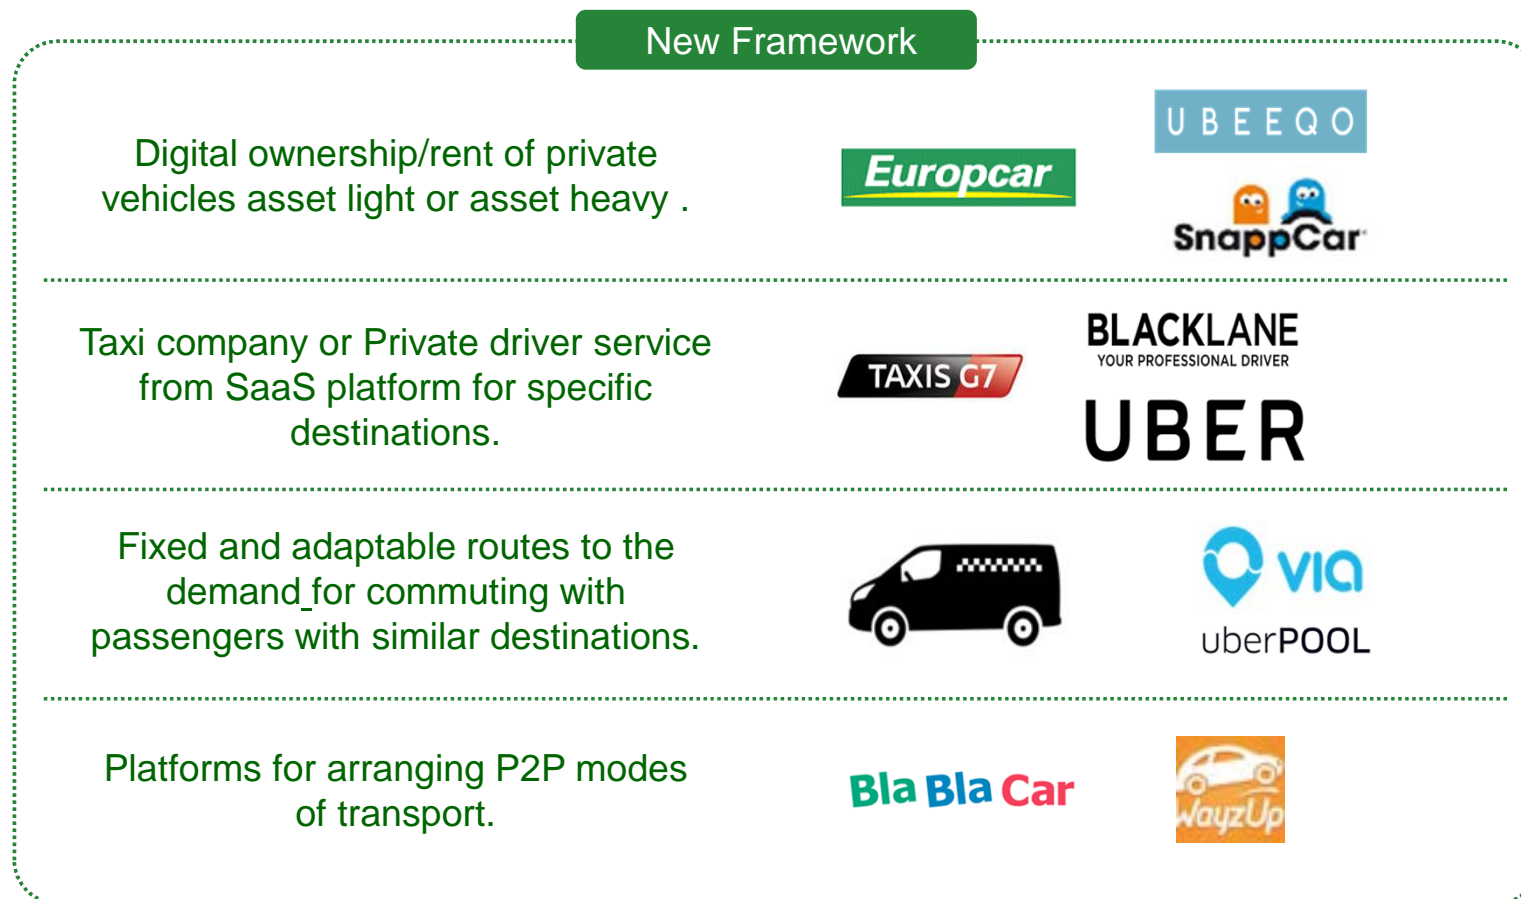 New Framework
Digital ownership/rent of private
vehicles asset light or asset heavy .
Europcar
UBEEQO
SnappCar
Taxi company or Private driver service
from SaaS platform for specific
destinations.
TAXIS G7
BLACKLANE
YOUR PROFESSIONAL DRIVER
UBER
Fixed and adaptable routes to the
demand for commuting with
passengers with similar destinations.
via
uberPOOL
Platforms for arranging P2P modes
of transport.
Bla Bla Car
WayzUp